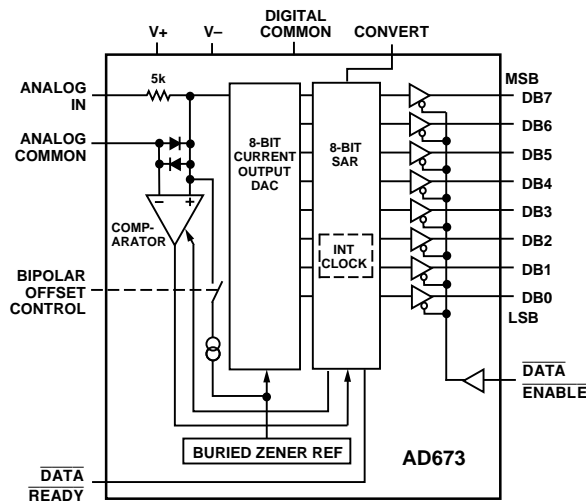 V+
V–
DIGITAL
COMMON
CONVERT
ANALOG
IN
5k
MSB
DB7
ANALOG
COMMON
DB6
8-BIT
CURRENT
OUTPUT
DAC
8-BIT
SAR
DB5
DB4
–
+
COMP-
ARATOR
DB3
INT
CLOCK
DB2
BIPOLAR
OFFSET
CONTROL
DB1
DB0
LSB
DATA
ENABLE
BURIED ZENER REF
AD673
DATA
READY